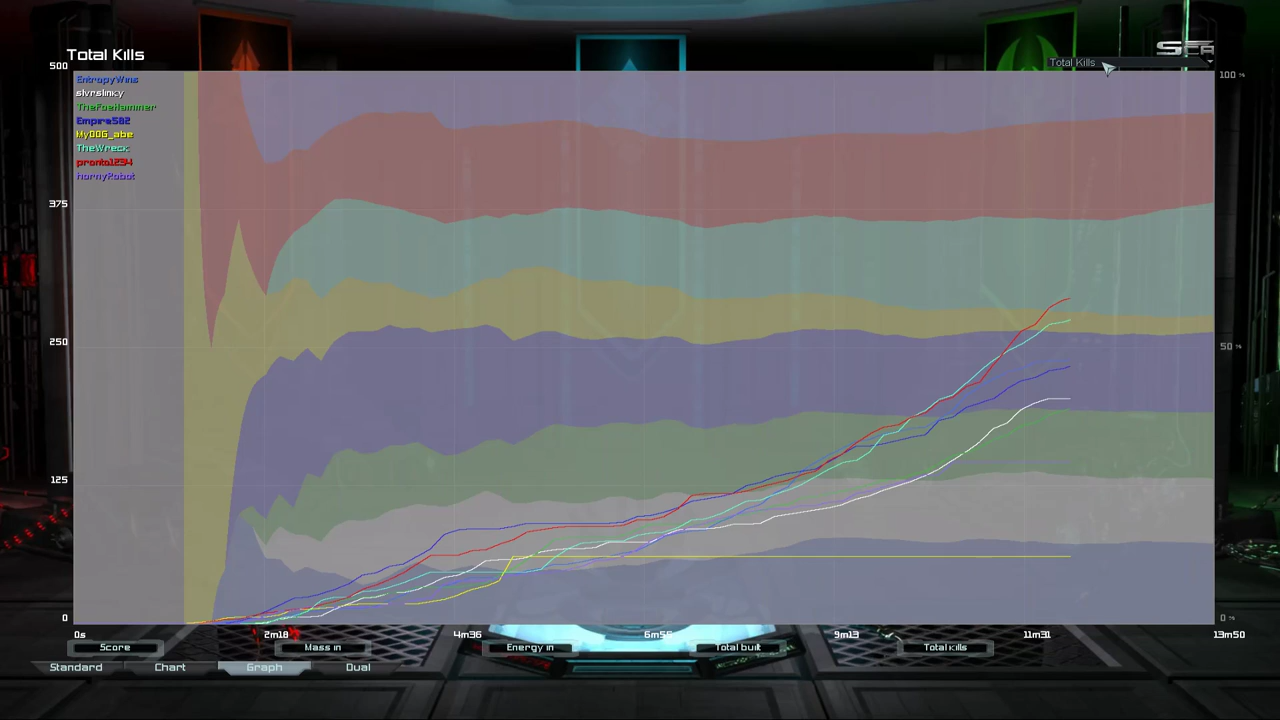 Total Kills
500
Total Kills
100 %
EntropyWins
slvrslinky
TheFoeHammer
Empire582
MyDOG_abe
TheWreck
pronto1234
hornyRobot
375
250
50 %
125
0
0 %
0s 2m18 4m36 6m55 9m13 11m31 13m50
Score Mass in Energy in Total built Total kills
Standard Chart Graph Dual